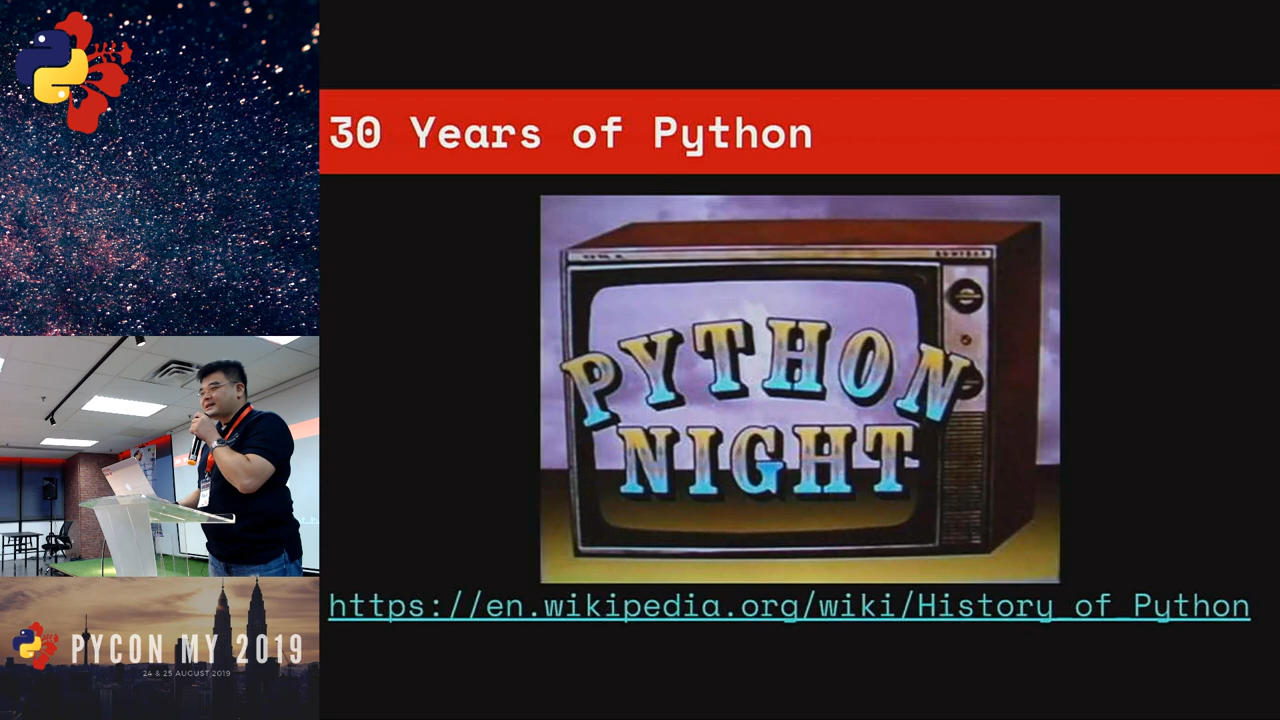 30 Years of Python
PYTHON
NIGHT
https://en.wikipedia.org/wiki/History_of_Python
PYCON MY 2019
24 & 25 AUGUST 2019